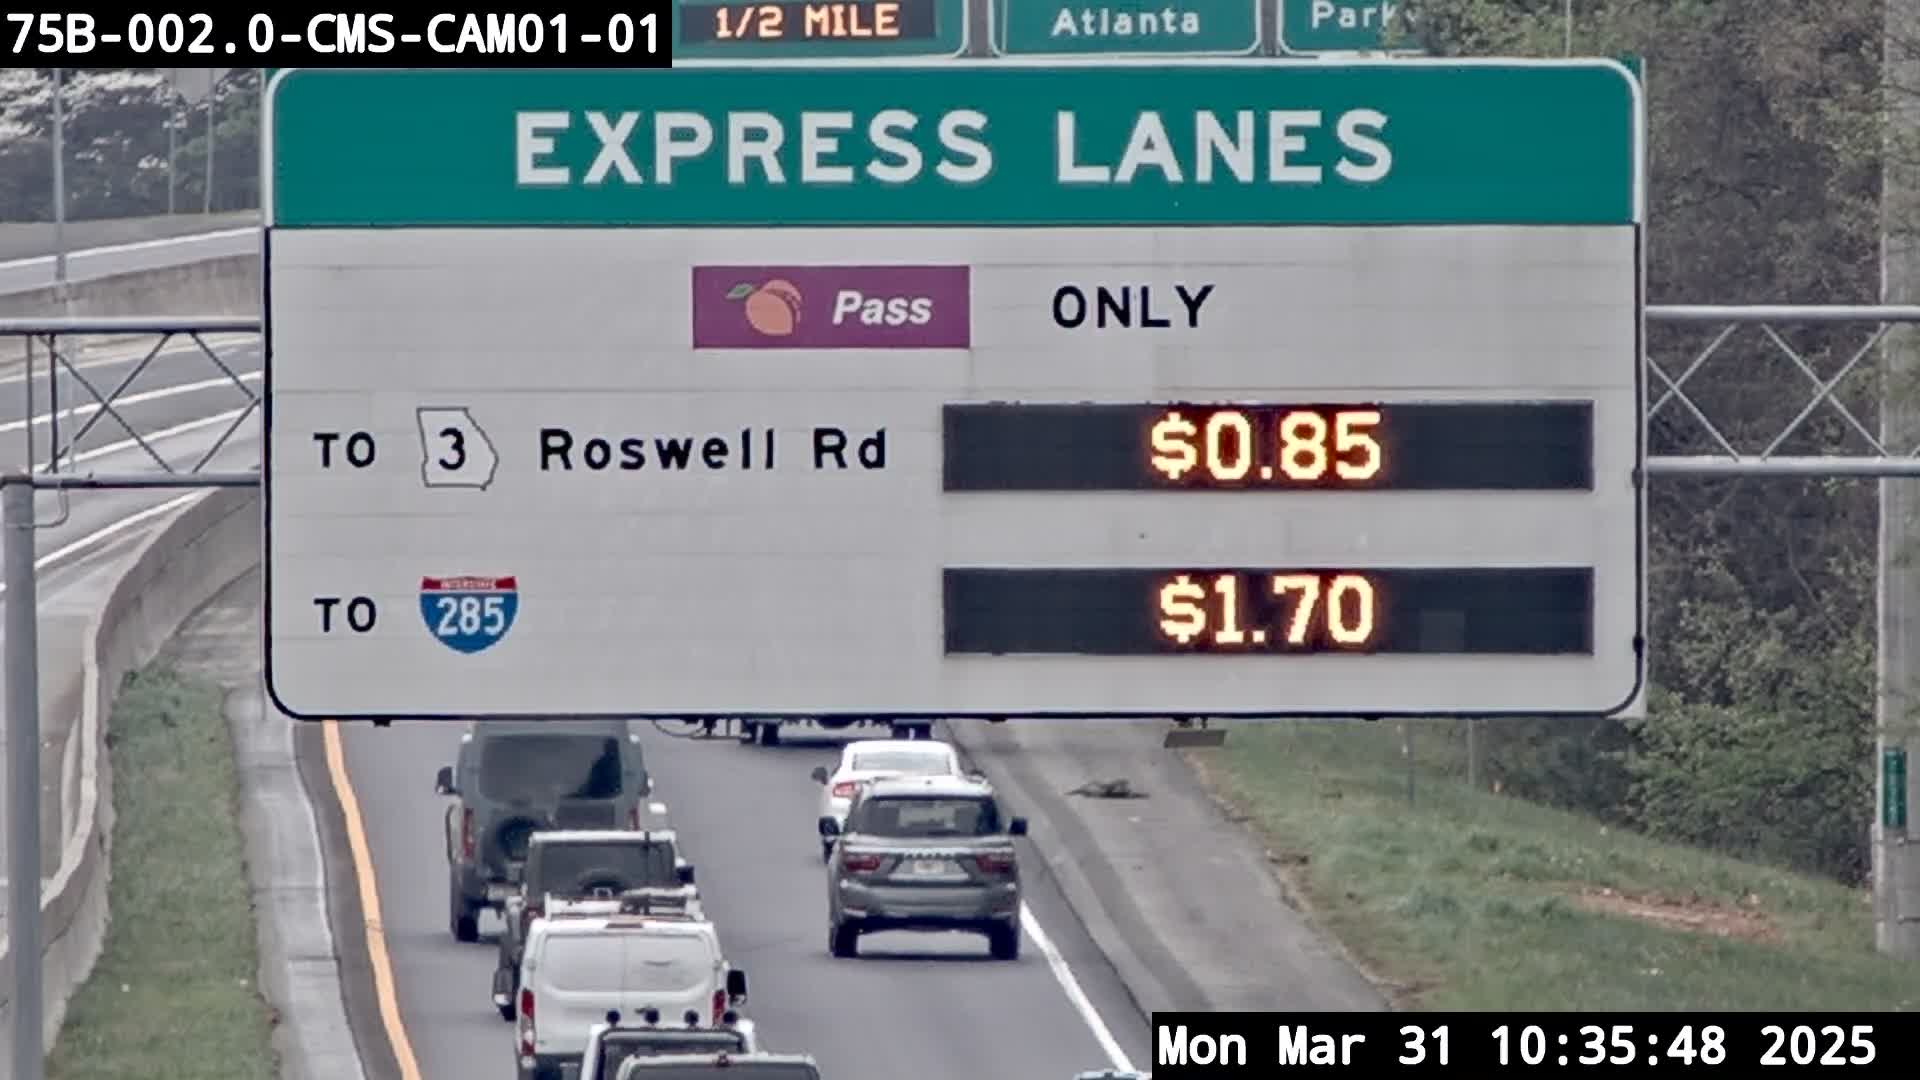 75B-002.0-CMS-CAM01-01
1/2 MILE
Atlanta
EXPRESS LANES
Pass ONLY
TO 3 Roswell Rd $0.85
TO INTERSTATE 285 $1.70
Mon Mar 31 10:35:48 2025